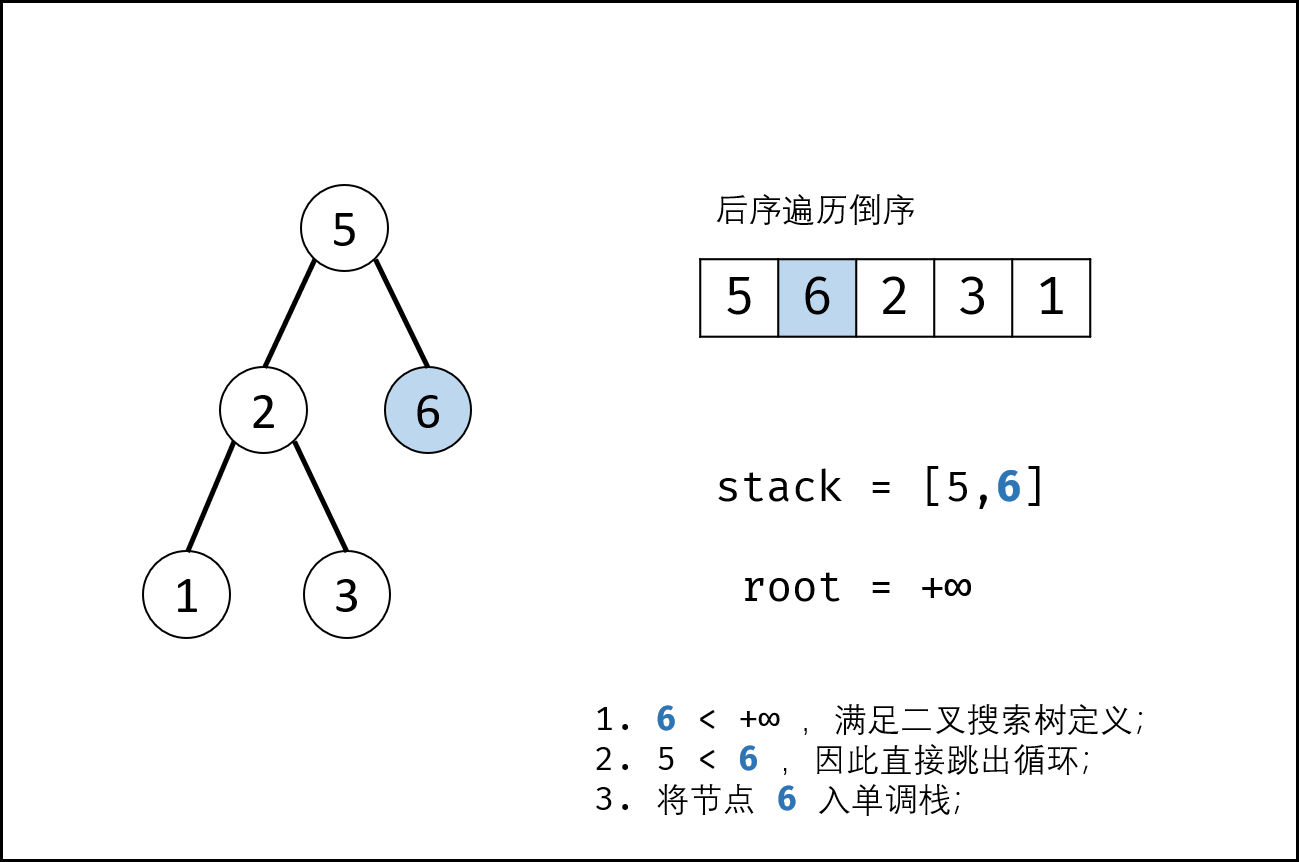 5
2
6
1
3
后序遍历倒序
5 6 2 3 1
stack = [5,6]
root = +∞
1. 6 < +∞ , 满足二叉搜索树定义;
2. 5 < 6 , 因此直接跳出循环;
3. 将节点 6 入单调栈;